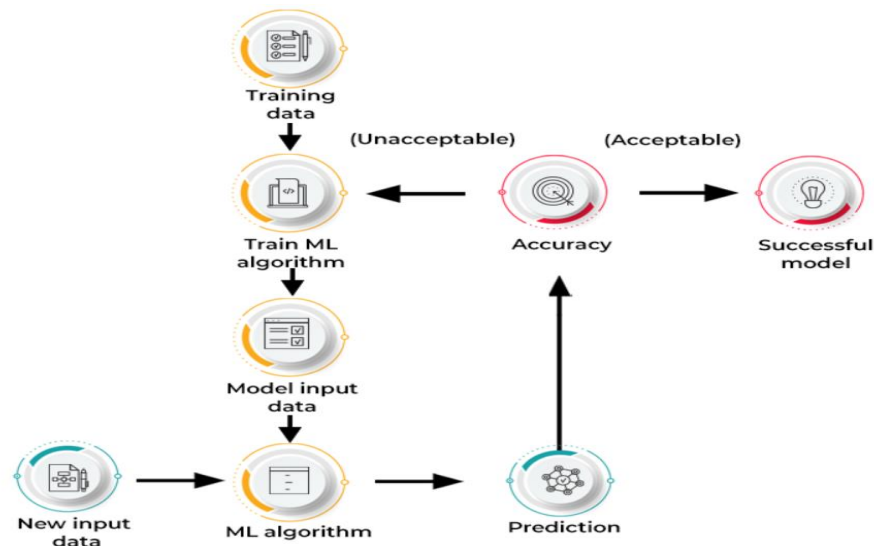 Training
data
(Unacceptable)
(Acceptable)
Train ML
algorithm
Accuracy
Successful
model
Model input
data
New input
data
ML algorithm
Prediction